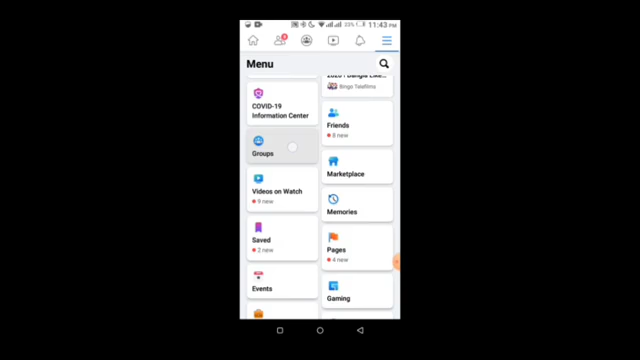 23% 11:43 PM
Menu
COVID-19
Information Center
Groups
Videos on Watch
9 new
Saved
2 new
Events
Bingo Telefilms
Friends
8 new
Marketplace
Memories
Pages
4 new
Gaming